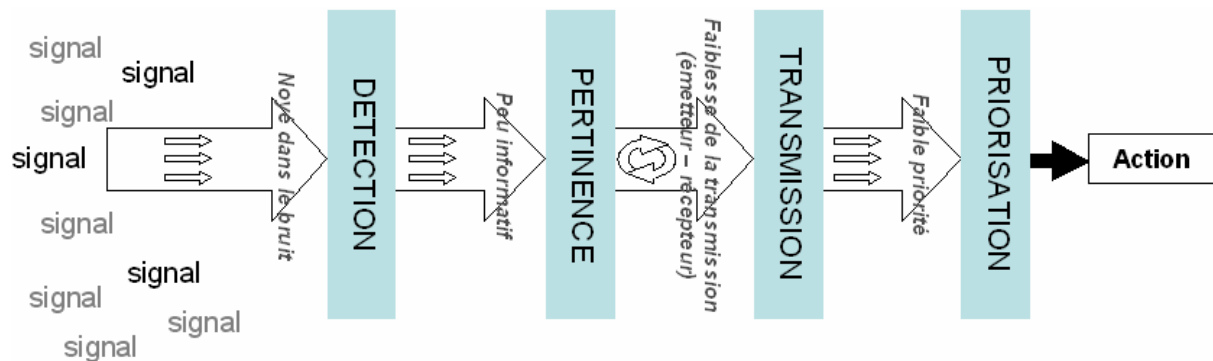 signal
signal
signal
signal
signal
signal
signal
signal
signal
Noyé dans le bruit
DETECTION
Peu informatif
PERTINENCE
Faiblesse de la transmission
(émetteur – récepteur)
TRANSMISSION
Faible priorité
PRIORISATION
Action